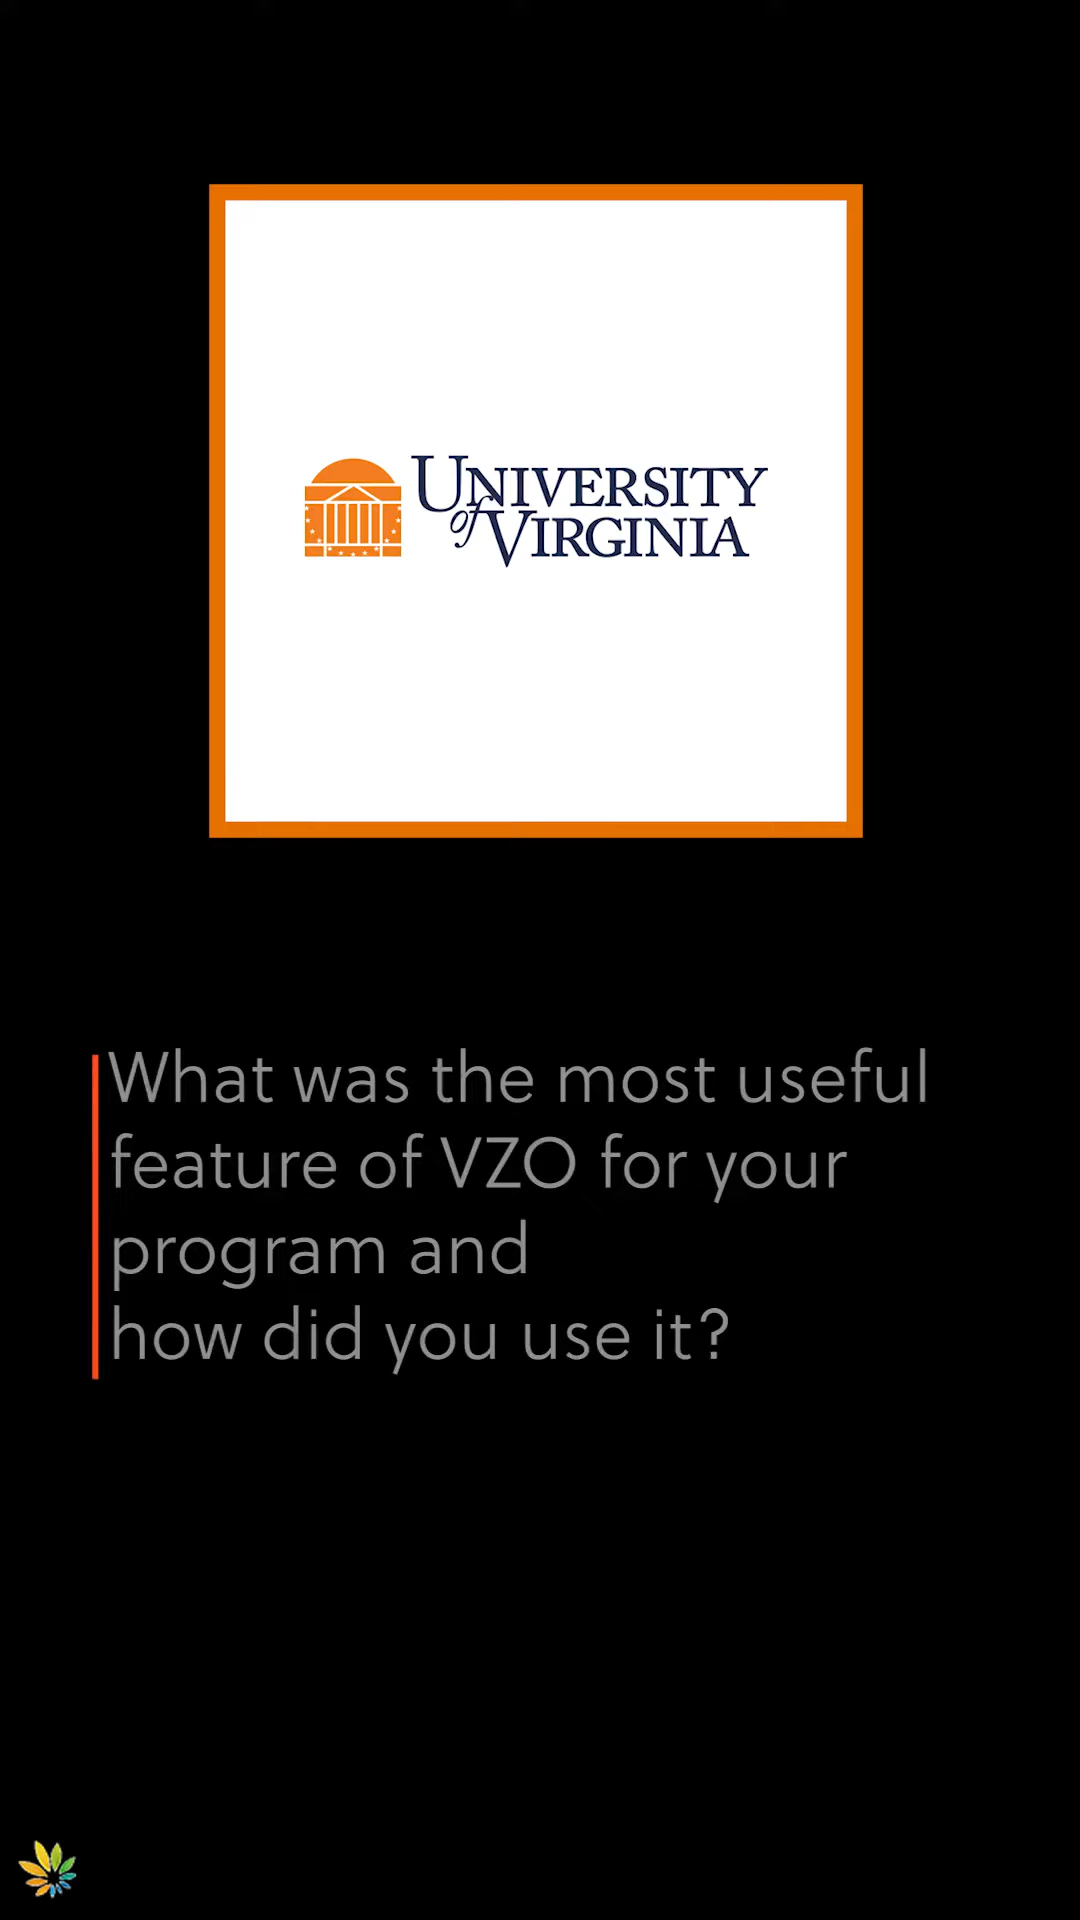 UNIVERSITY
of VIRGINIA
What was the most useful
feature of VZO for your
program and
how did you use it?